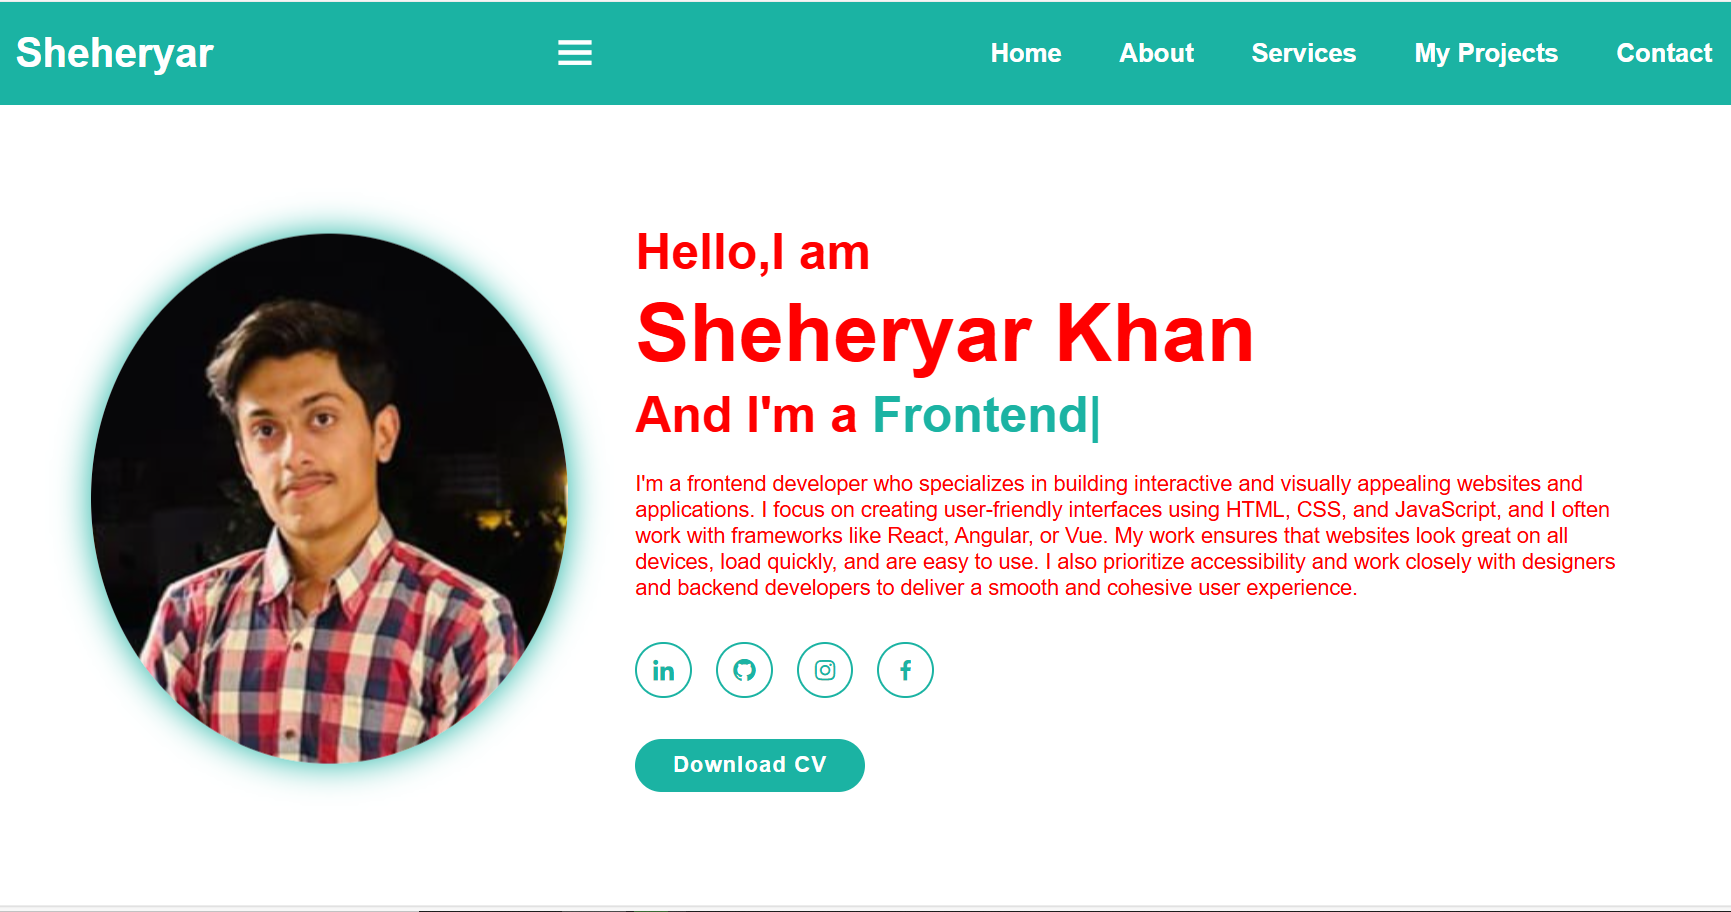 Sheheryar
Home About Services My Projects Contact
Hello,I am
Sheheryar Khan
And I'm a Frontend|
I'm a frontend developer who specializes in building interactive and visually appealing websites and
applications. I focus on creating user-friendly interfaces using HTML, CSS, and JavaScript, and I often
work with frameworks like React, Angular, or Vue. My work ensures that websites look great on all
devices, load quickly, and are easy to use. I also prioritize accessibility and work closely with designers
and backend developers to deliver a smooth and cohesive user experience.
Download CV